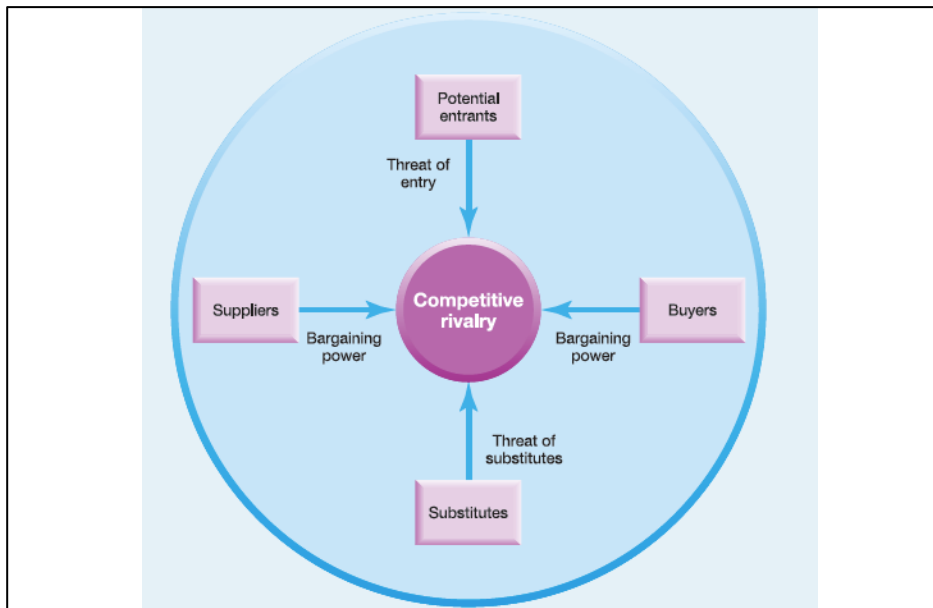 Potential
entrants
Threat of
entry
Suppliers
Bargaining
power
Competitive
rivalry
Buyers
Bargaining
power
Threat of
substitutes
Substitutes